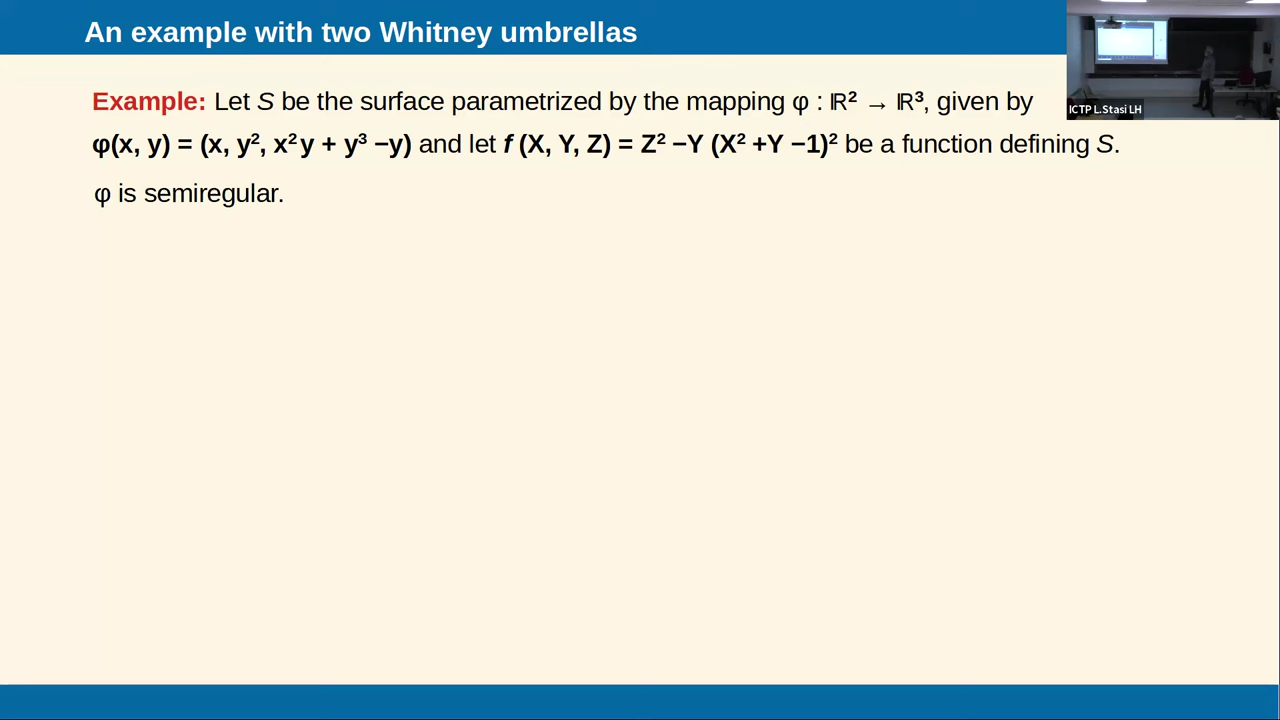 An example with two Whitney umbrellas
ICTP L.Stasi LH
Example: Let S be the surface parametrized by the mapping φ : ℝ² → ℝ³, given by
φ(x, y) = (x, y², x²y + y³ −y) and let f (X, Y, Z) = Z² −Y (X² +Y −1)² be a function defining S.
φ is semiregular.